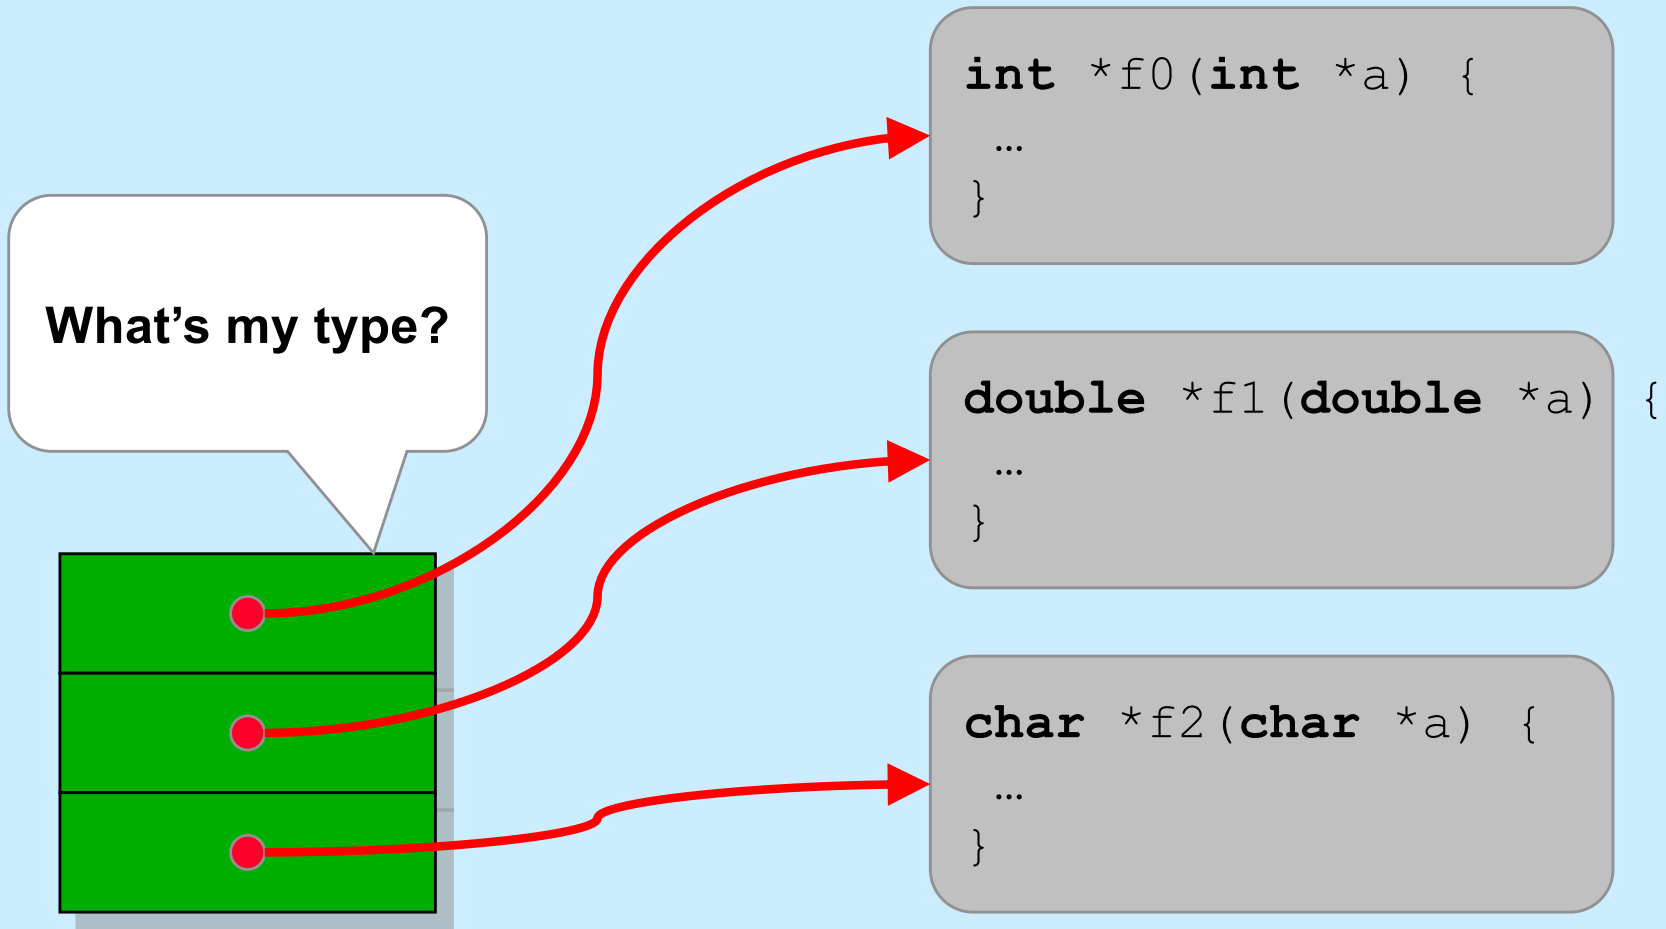 What's my type?
int *f0(int *a) {
…
}
double *f1(double *a) {
…
}
char *f2(char *a) {
…
}